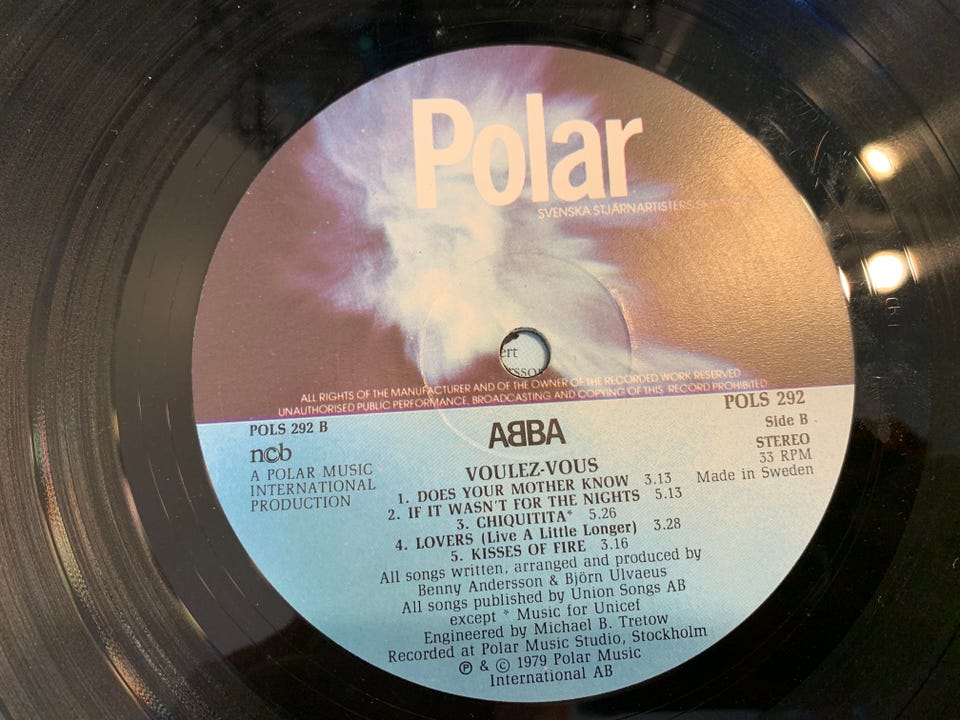 Polar
SVENSKA STJÄRNARTISTERS
ALL RIGHTS OF THE MANUFACTURER AND OF THE OWNER OF THE RECORDED WORK RESERVED
UNAUTHORISED PUBLIC PERFORMANCE, BROADCASTING AND COPYING OF THIS RECORD PROHIBITED
POLS 292 B
POLS 292
ncb
Side B
A POLAR MUSIC
INTERNATIONAL
PRODUCTION
STEREO
33 RPM
Made in Sweden
ABBA
VOULEZ-VOUS
1. DOES YOUR MOTHER KNOW 3.13
2. IF IT WASN'T FOR THE NIGHTS 5.13
3. CHIQUITITA* 5.26
4. LOVERS (Live A Little Longer) 3.28
5. KISSES OF FIRE 3.16
All songs written, arranged and produced by
Benny Andersson & Björn Ulvaeus
All songs published by Union Songs AB
except * Music for Unicef
Engineered by Michael B. Tretow
Recorded at Polar Music Studio, Stockholm
℗ & © 1979 Polar Music
International AB